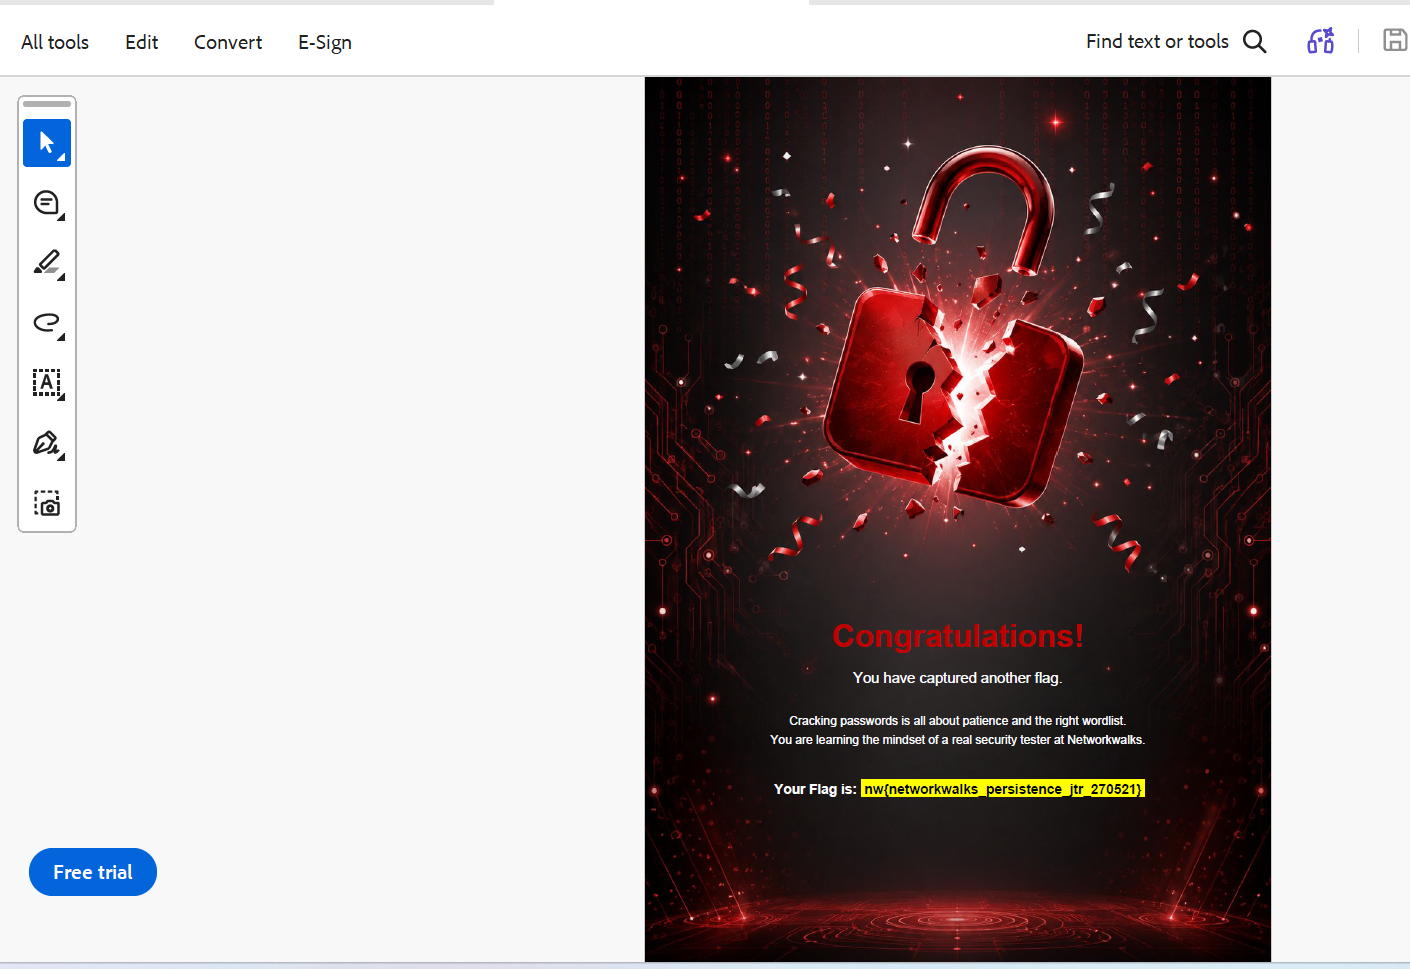 All tools Edit Convert E-Sign Find text or tools
A
Congratulations!
You have captured another flag.
Cracking passwords is all about patience and the right wordlist.
You are learning the mindset of a real security tester at Networkwalks.
Your Flag is: nw{networkwalks_persistence_jtr_270521}
Free trial